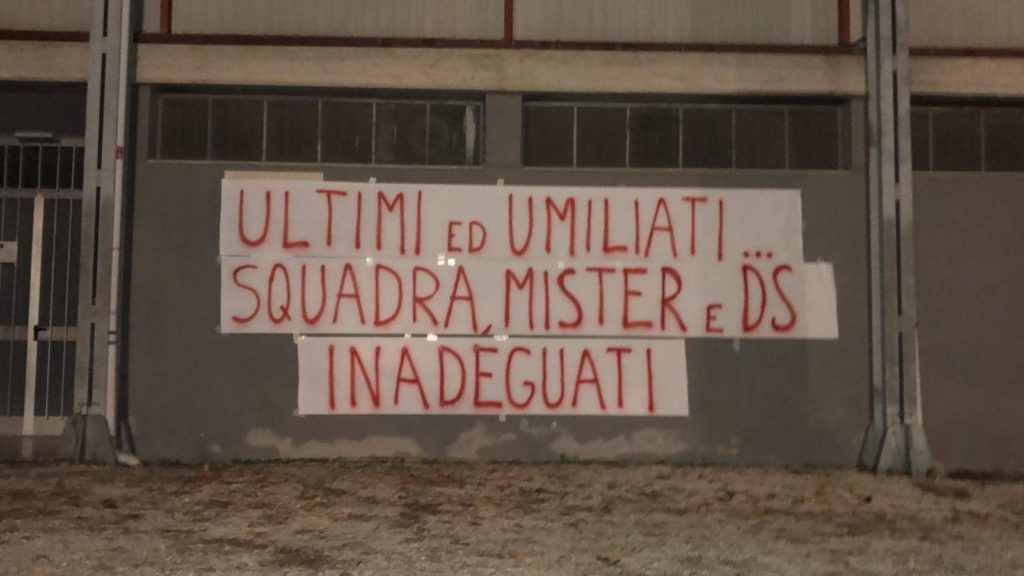 ULTIMI ED UMILIATI...
SQUADRA, MISTER E DS
INADEGUATI